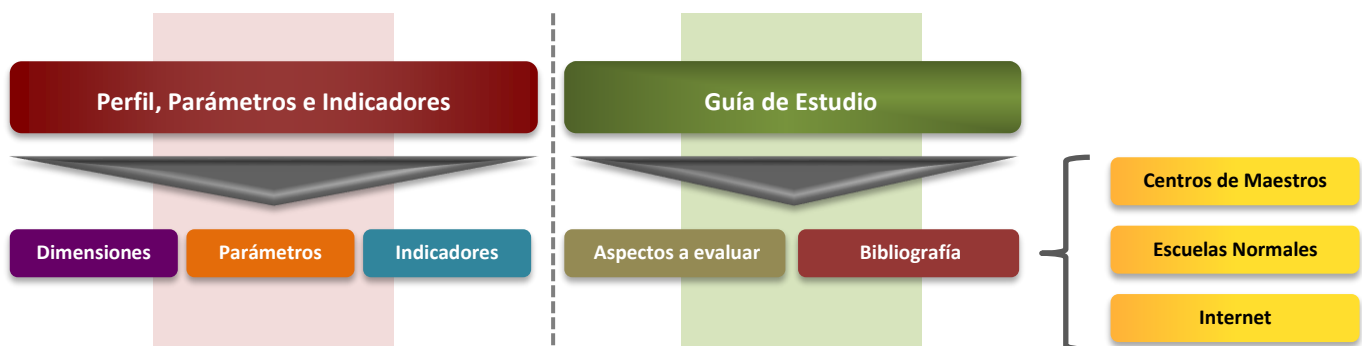 Perfil, Parámetros e Indicadores
Guía de Estudio
Dimensiones
Parámetros
Indicadores
Aspectos a evaluar
Bibliografía
Centros de Maestros
Escuelas Normales
Internet